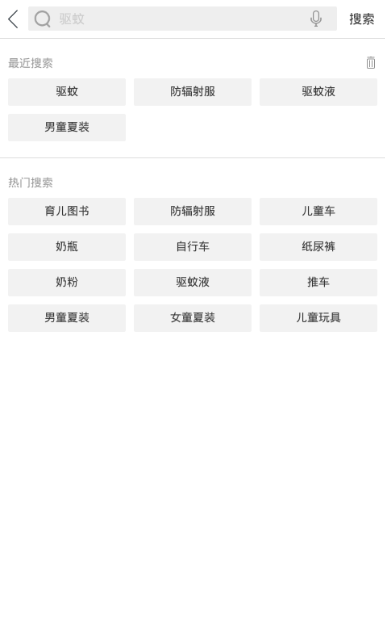 驱蚊 搜索
最近搜索
驱蚊 防辐射服 驱蚊液
男童夏装
热门搜索
育儿图书 防辐射服 儿童车
奶瓶 自行车 纸尿裤
奶粉 驱蚊液 推车
男童夏装 女童夏装 儿童玩具